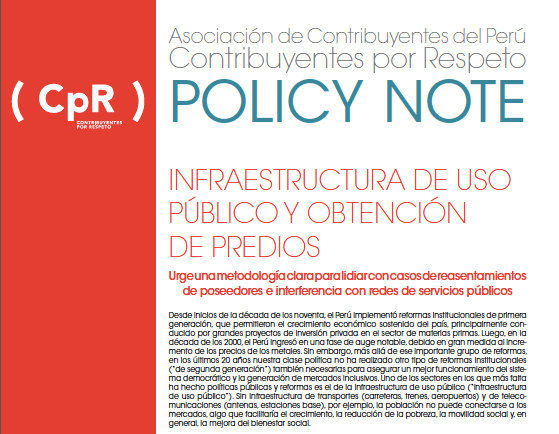 Asociación de Contribuyentes del Perú
Contribuyentes por Respeto
( CpR )
CONTRIBUYENTES
POR RESPETO
POLICY NOTE
INFRAESTRUCTURA DE USO
PÚBLICO Y OBTENCIÓN
DE PREDIOS
Urge una metodología clara para lidiar con casos de reasentamientos
de poseedores e interferencia con redes de servicios públicos
Desde inicios de la década de los noventa, el Perú implementó reformas institucionales de primera
generación, que permitieron el crecimiento económico sostenido del país, principalmente con-
ducido por grandes proyectos de inversión privada en el sector de materias primas. Luego, en la
década de los 2000, el Perú ingresó en una fase de auge notable, debido en gran medida al incre-
mento de los precios de los metales. Sin embargo, más allá de ese importante grupo de reformas,
en los últimos 20 años nuestra clase política no ha realizado otro tipo de reformas institucionales
("de segunda generación") también necesarias para asegurar un mejor funcionamiento del siste-
ma democrático y la generación de mercados inclusivos. Uno de los sectores en los que más falta
ha hecho políticas públicas y reformas es el de la infraestructura de uso público ("infraestructura
de uso público"). Sin infraestructura de transportes (carreteras, trenes, aeropuertos) y de teleco-
municaciones (antenas, estaciones base), por ejemplo, la población no puede conectarse a los
mercados, algo que facilitaría el crecimiento, la reducción de la pobreza, la movilidad social y, en
general, la mejora del bienestar social.